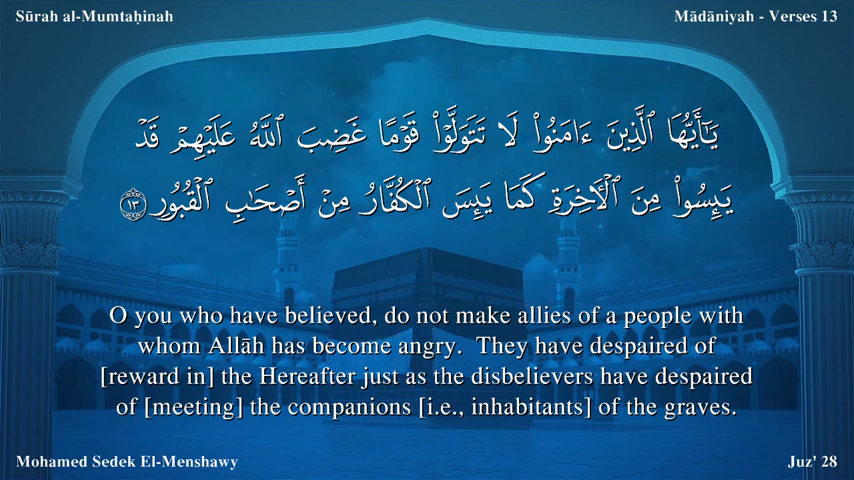 Sūrah al-Mumtaḥinah
Mādāniyah - Verses 13
يَـٰٓأَيُّهَا ٱلَّذِينَ ءَامَنُوا۟ لَا تَتَوَلَّوْا۟ قَوْمًا غَضِبَ ٱللَّهُ عَلَيْهِمْ قَدْ
يَئِسُوا۟ مِنَ ٱلْـَٔاخِرَةِ كَمَا يَئِسَ ٱلْكُفَّارُ مِنْ أَصْحَـٰبِ ٱلْقُبُورِ ١٣
O you who have believed, do not make allies of a people with
whom Allāh has become angry. They have despaired of
[reward in] the Hereafter just as the disbelievers have despaired
of [meeting] the companions [i.e., inhabitants] of the graves.
Mohamed Sedek El-Menshawy
Juz' 28